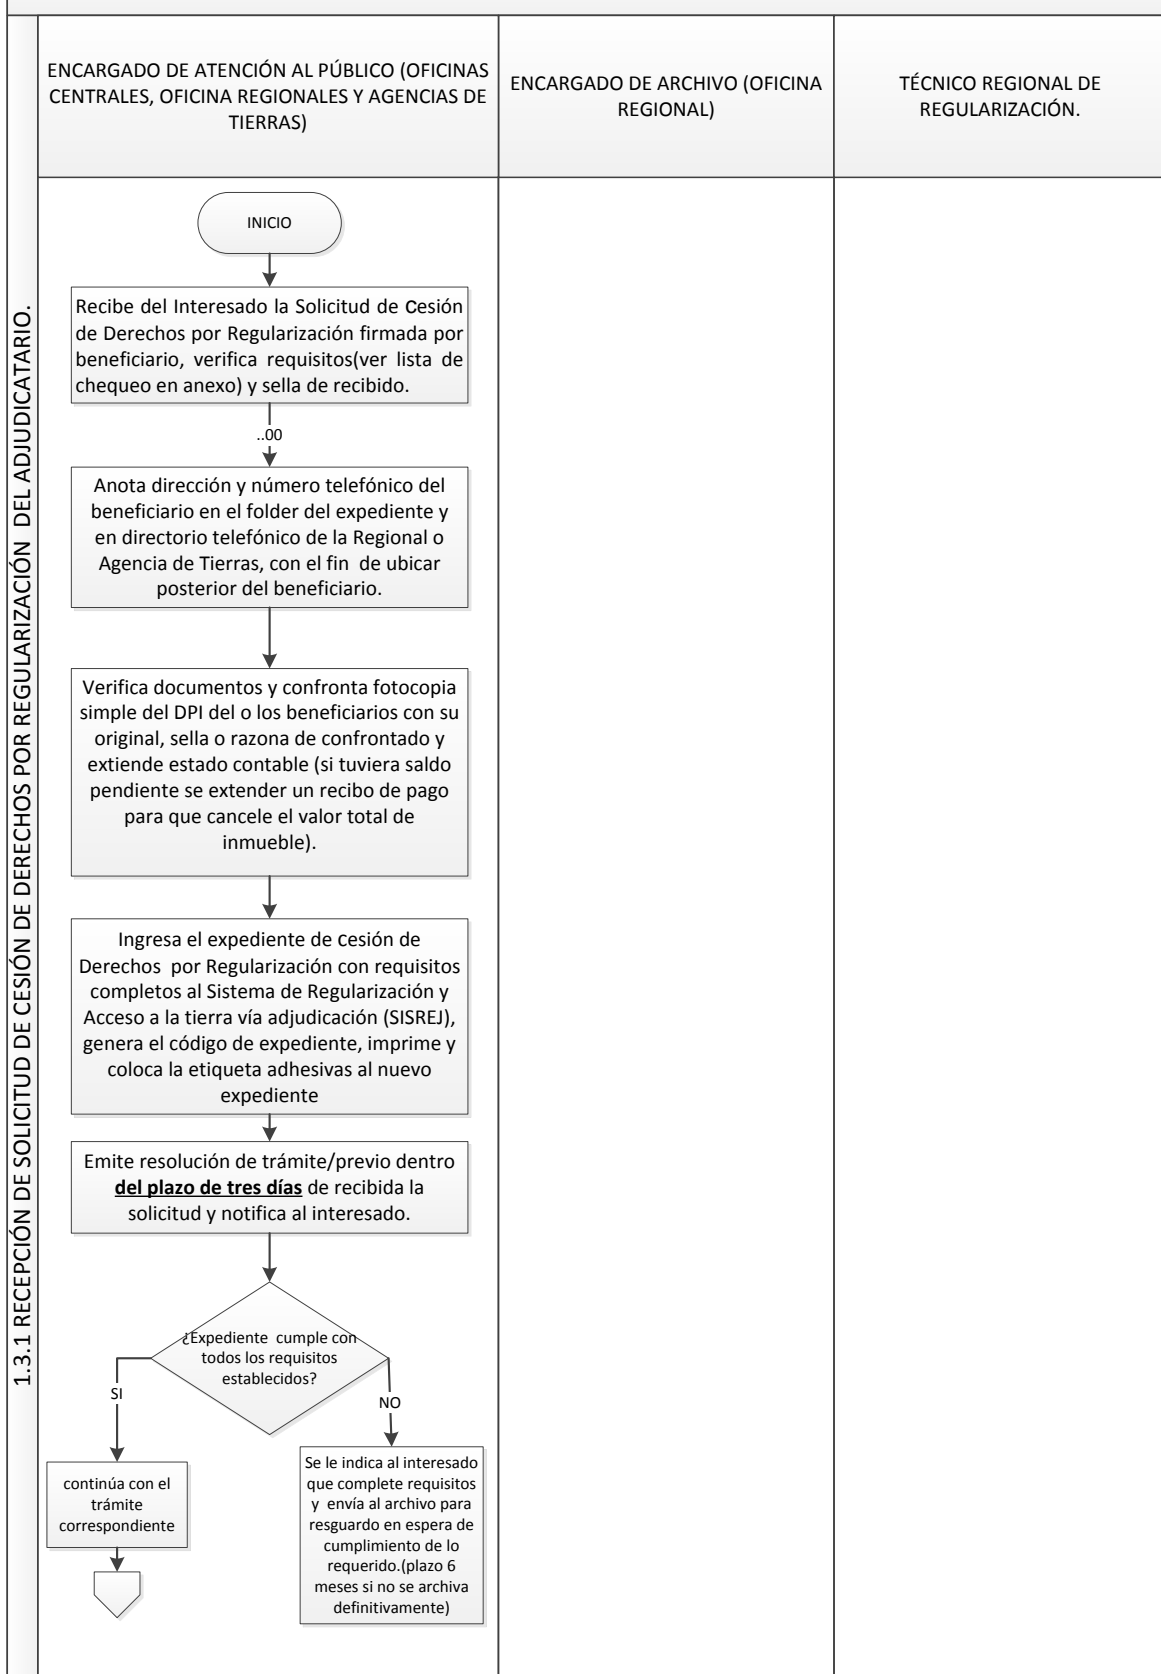 ENCARGADO DE ATENCIÓN AL PÚBLICO (OFICINAS
CENTRALES, OFICINA REGIONALES Y AGENCIAS DE
TIERRAS)
ENCARGADO DE ARCHIVO (OFICINA
REGIONAL)
TÉCNICO REGIONAL DE
REGULARIZACIÓN.
1.3.1 RECEPCIÓN DE SOLICITUD DE CESIÓN DE DERECHOS POR REGULARIZACIÓN DEL ADJUDICATARIO.
INICIO
Recibe del Interesado la Solicitud de Cesión
de Derechos por Regularización firmada por
beneficiario, verifica requisitos(ver lista de
chequeo en anexo) y sella de recibido.
..00
Anota dirección y número telefónico del
beneficiario en el folder del expediente y
en directorio telefónico de la Regional o
Agencia de Tierras, con el fin de ubicar
posterior del beneficiario.
Verifica documentos y confronta fotocopia
simple del DPI del o los beneficiarios con su
original, sella o razona de confrontado y
extiende estado contable (si tuviera saldo
pendiente se extender un recibo de pago
para que cancele el valor total de
inmueble).
Ingresa el expediente de Cesión de
Derechos por Regularización con requisitos
completos al Sistema de Regularización y
Acceso a la tierra vía adjudicación (SISREJ),
genera el código de expediente, imprime y
coloca la etiqueta adhesivas al nuevo
expediente
Emite resolución de trámite/previo dentro
del plazo de tres días de recibida la
solicitud y notifica al interesado.
¿Expediente cumple con
todos los requisitos
establecidos?
SI
NO
continúa con el
trámite
correspondiente
Se le indica al interesado
que complete requisitos
y envía al archivo para
resguardo en espera de
cumplimiento de lo
requerido.(plazo 6
meses si no se archiva
definitivamente)